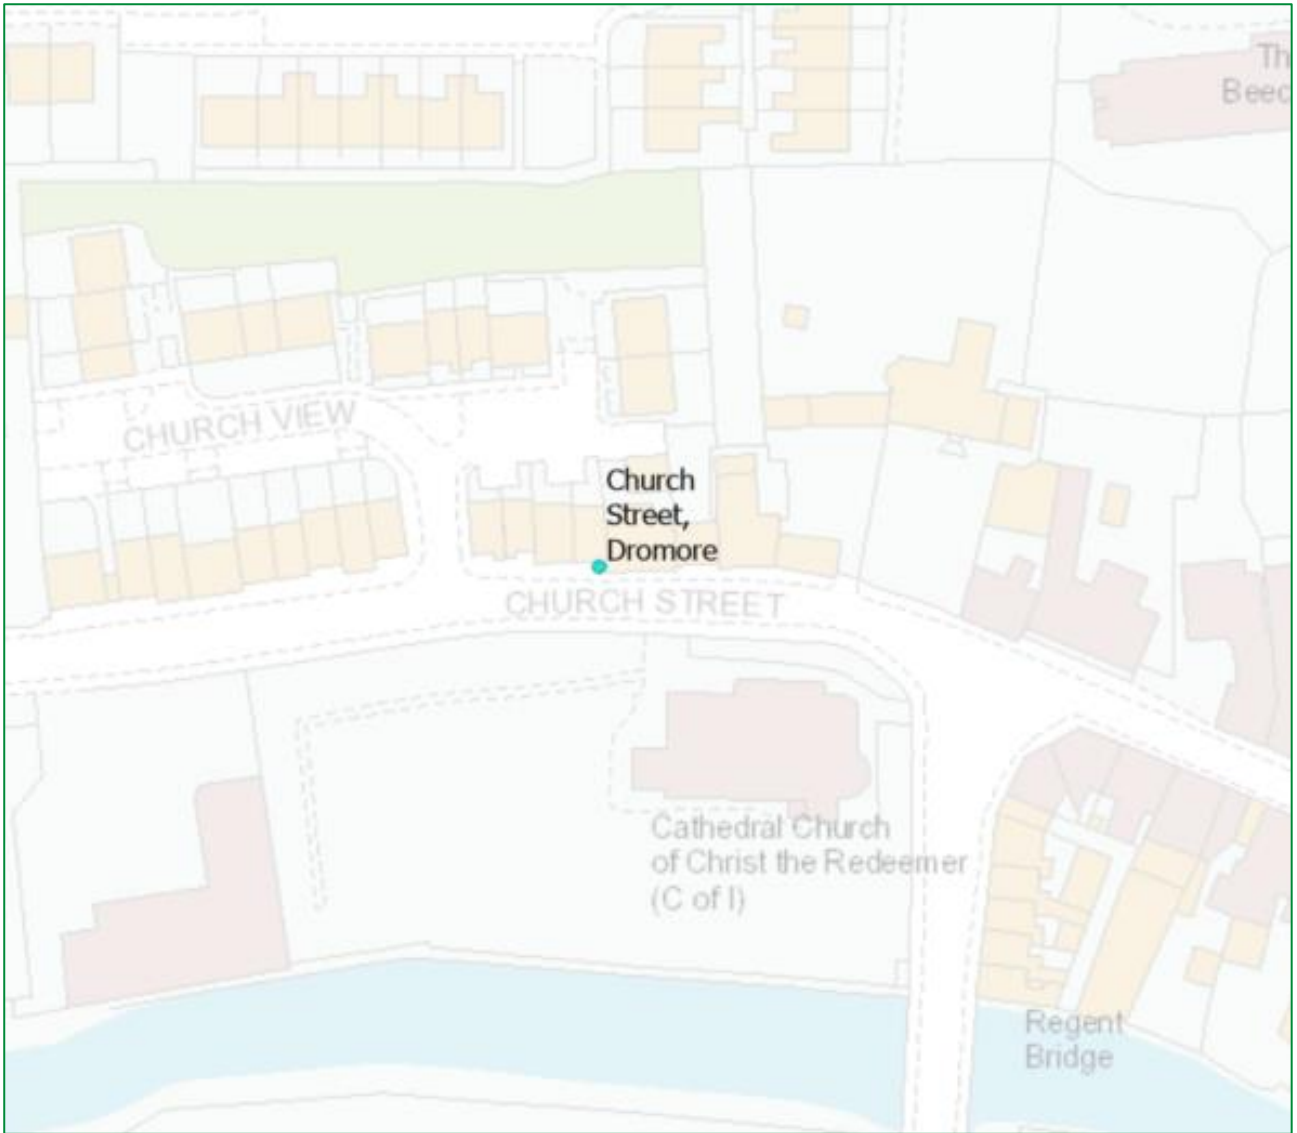 Th
Beec
CHURCH VIEW
Church
Street,
Dromore
CHURCH STREET
Cathedral Church
of Christ the Redeemer
(C of I)
Regent
Bridge